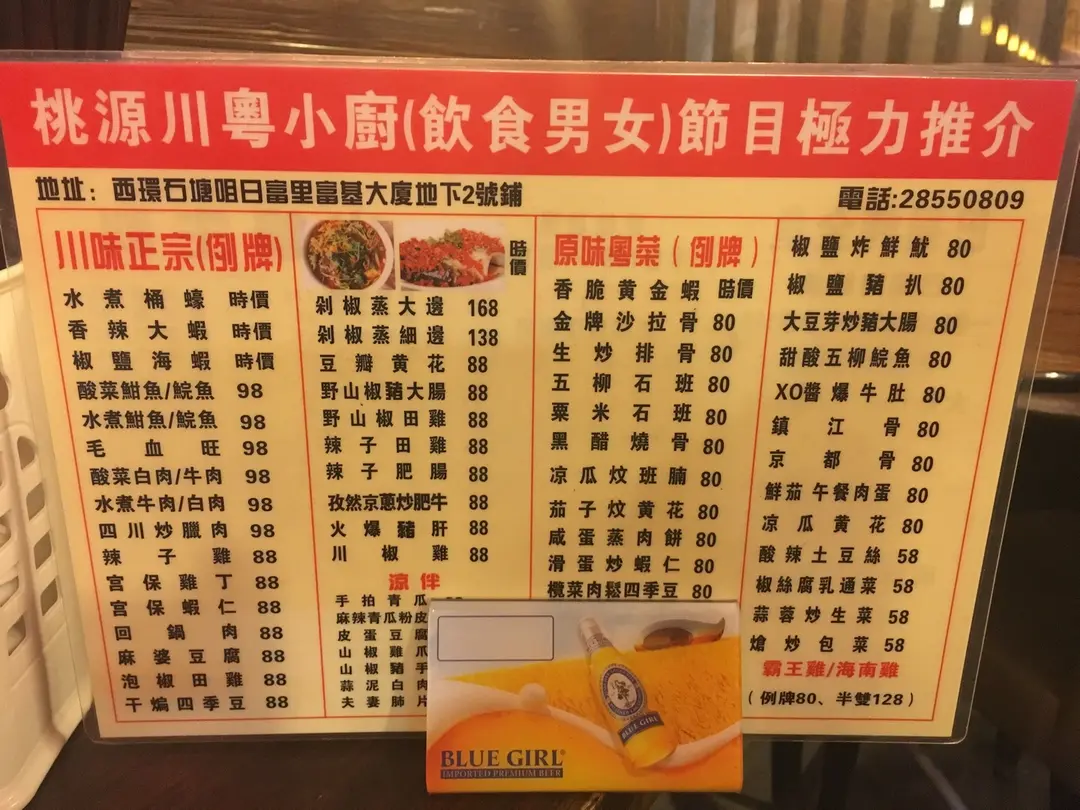 桃源川粵小廚(飲食男女)節目極力推介
地址：西環石塘咀日富里富基大廈地下2號鋪
電話:28550809
川味正宗(例牌)
水煮桶蠔 時價
香辣大蝦 時價
椒鹽海蝦 時價
酸菜鉗魚/鯇魚 98
水煮鉗魚/鯇魚 98
毛血旺 98
酸菜白肉/牛肉 98
水煮牛肉/白肉 98
四川炒臘肉 98
辣子雞 88
宮保雞丁 88
宮保蝦仁 88
回鍋肉 88
麻婆豆腐 88
泡椒田雞 88
干煸四季豆 88
時價
剁椒蒸大邊 168
剁椒蒸細邊 138
豆瓣黄花 88
野山椒豬大腸 88
野山椒田雞 88
辣子田雞 88
辣子肥腸 88
孜然京蔥炒肥牛 88
火爆豬肝 88
川椒雞 88
涼伴
手拍青瓜
麻辣青瓜粉皮
皮蛋豆腐
山椒雞爪
山椒豬手
蒜泥白肉
夫妻肺片
原味粵菜（例牌）
香脆黄金蝦 時價
金牌沙拉骨 80
生炒排骨 80
五柳石班 80
粟米石班 80
黑醋燒骨 80
凉瓜炆班腩 80
茄子炆黄花 80
咸蛋蒸肉餅 80
滑蛋炒蝦仁 80
欖菜肉鬆四季豆 80
椒鹽炸鮮魷 80
椒鹽豬扒 80
大豆芽炒豬大腸 80
甜酸五柳鯇魚 80
XO醬爆牛肚 80
鎮江骨 80
京都骨 80
鮮茄午餐肉蛋 80
凉瓜黄花 80
酸辣土豆絲 58
椒絲腐乳通菜 58
蒜蓉炒生菜 58
熗炒包菜 58
霸王雞/海南雞
（例牌80、半雙128）
BLUE GIRL
BLUE GIRL®
IMPORTED PREMIUM BEER